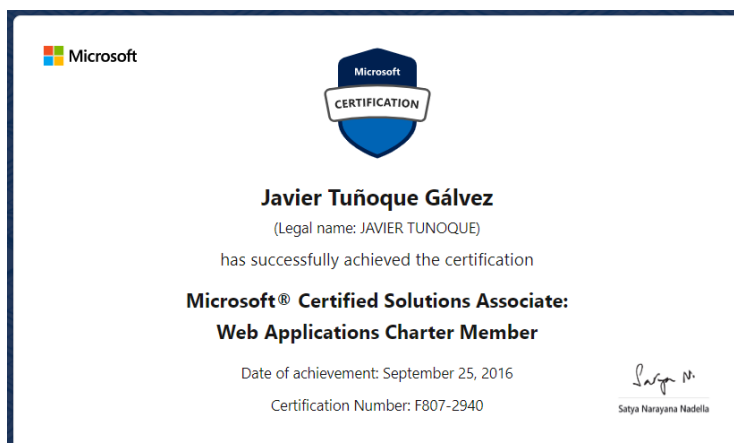 Microsoft
Microsoft
CERTIFICATION
Javier Tuñoque Gálvez
(Legal name: JAVIER TUNOQUE)
has successfully achieved the certification
Microsoft® Certified Solutions Associate:
Web Applications Charter Member
Date of achievement: September 25, 2016
Certification Number: F807-2940
Satya N.
Satya Narayana Nadella